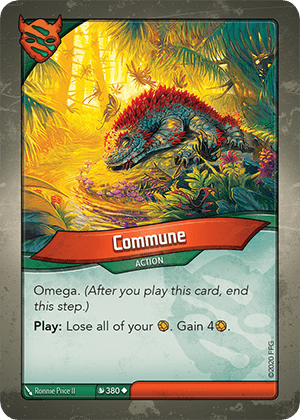 Commune
ACTION
Omega. (After you play this card, end
this step.)
Play: Lose all of your . Gain 4.
Ronnie Price II
380
©2020 FFG